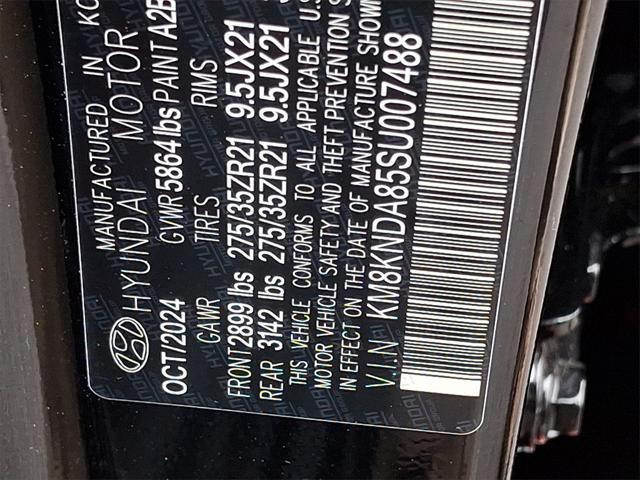 MANUFACTURED IN KO
HYUNDAI MOTOR
OCT/2024 GVWR 5864 lbs PAINT A2B
GAWR TIRES RIMS
FRONT 2899 lbs 275/35ZR21 9.5JX21
REAR 3142 lbs 275/35ZR21 9.5JX21
THIS VEHICLE CONFORMS TO ALL APPLICABLE U.S
MOTOR VEHICLE SAFETY AND THEFT PREVENTION S
IN EFFECT ON THE DATE OF MANUFACTURE SHOWN
V.I.N KM8KNDA85SU007488